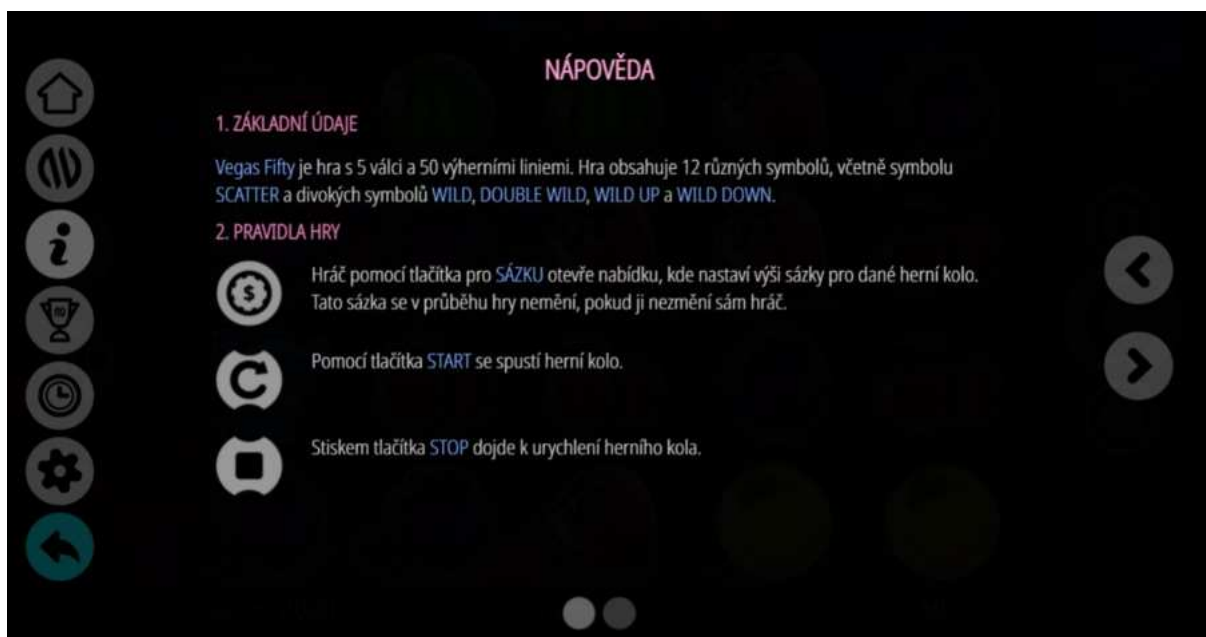 NÁPOVĚDA
1. ZÁKLADNÍ ÚDAJE
Vegas Fifty je hra s 5 válci a 50 výherními liniemi. Hra obsahuje 12 různých symbolů, včetně symbolu
SCATTER a divokých symbolů WILD, DOUBLE WILD, WILD UP a WILD DOWN.
2. PRAVIDLA HRY
Hráč pomocí tlačítka pro SÁZKU otevře nabídku, kde nastaví výši sázky pro dané herní kolo.
Tato sázka se v průběhu hry nemění, pokud ji nezmění sám hráč.
Pomocí tlačítka START se spustí herní kolo.
Stiskem tlačítka STOP dojde k urychlení herního kola.